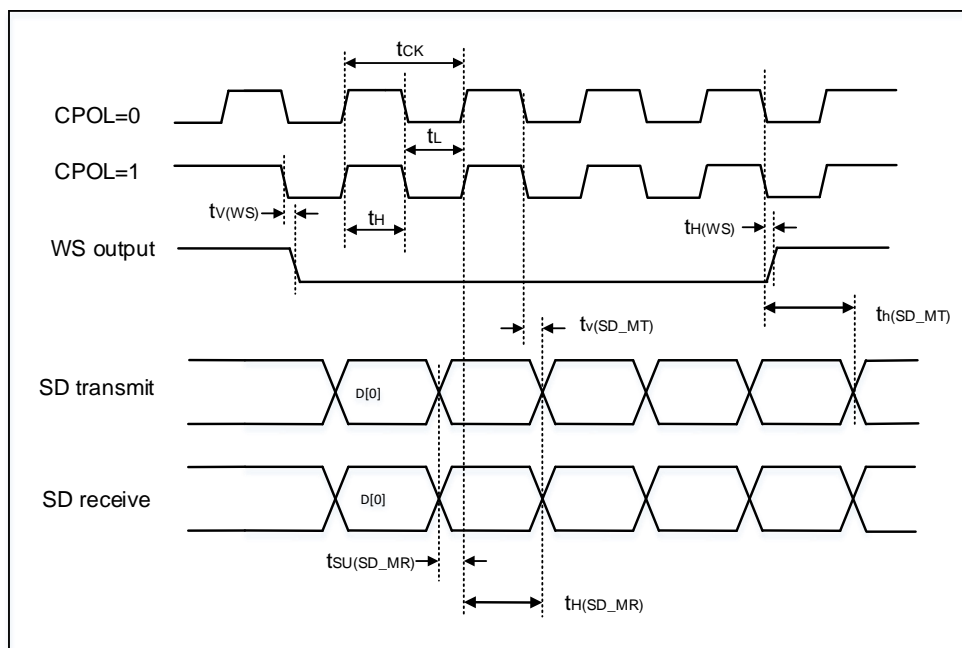 tCK
CPOL=0
tL
CPOL=1
tV(WS)
tH
tH(WS)
WS output
tv(SD_MT)
th(SD_MT)
SD transmit
D[0]
SD receive
D[0]
tSU(SD_MR)
tH(SD_MR)